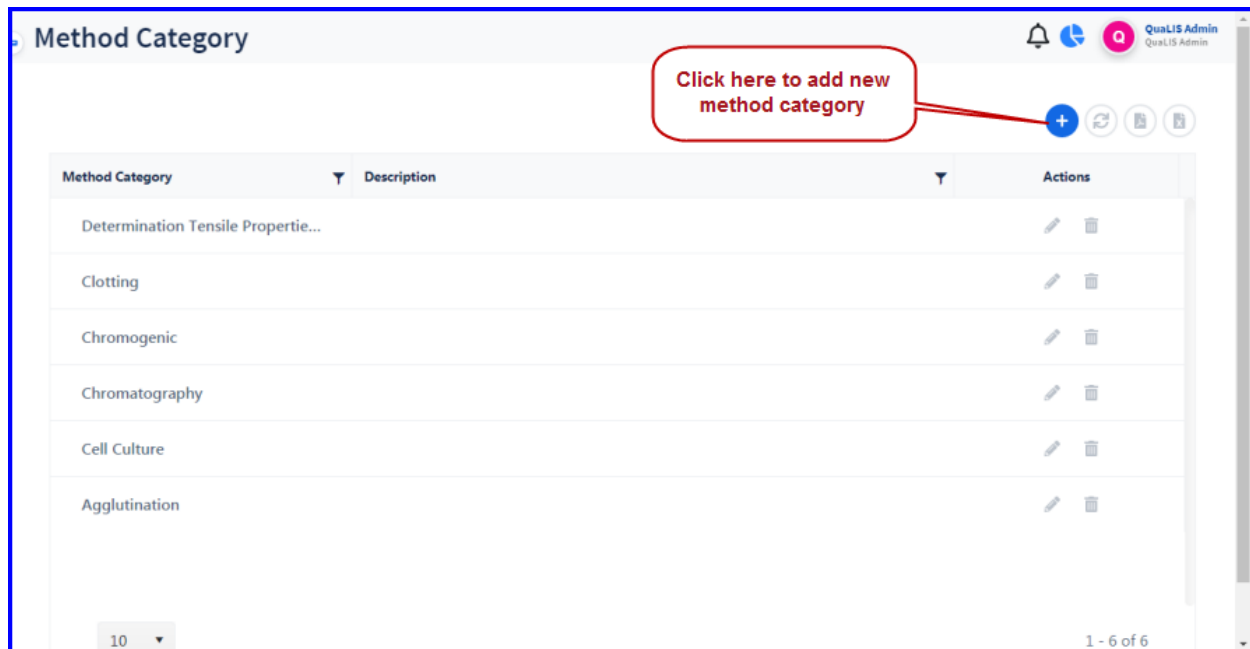 Method Category
Q
QuaLIS Admin
QuaLIS Admin
Click here to add new
method category
Method Category
Description
Actions
Determination Tensile Propertie...
Clotting
Chromogenic
Chromatography
Cell Culture
Agglutination
10
1 - 6 of 6